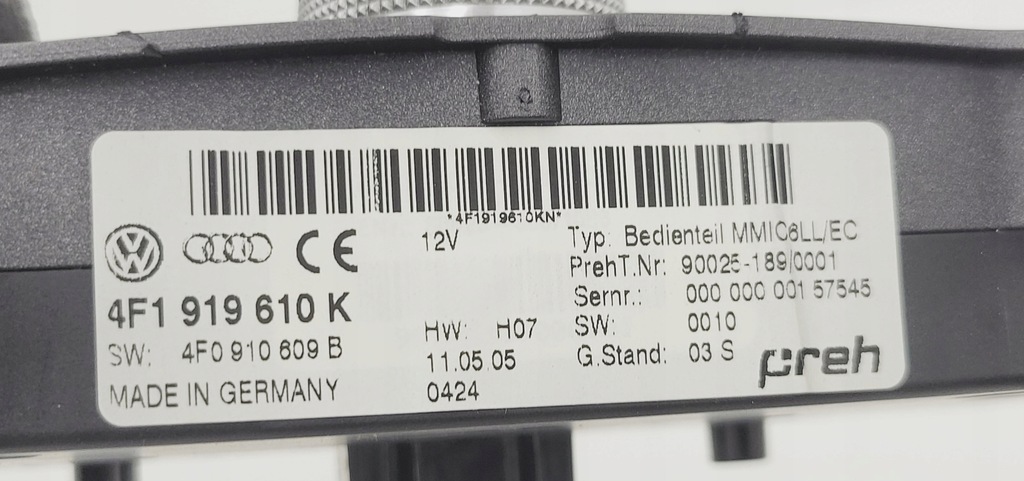 *4F1919610KN*
12V
4F1 919 610 K
SW: 4F0 910 609 B
MADE IN GERMANY
HW: H07
11.05.05
0424
Typ: Bedienteil MMIC6LL/EC
PrehT.Nr: 90025-189/0001
Sernr.: 000 000 001 57545
SW: 0010
G.Stand: 03 S
preh